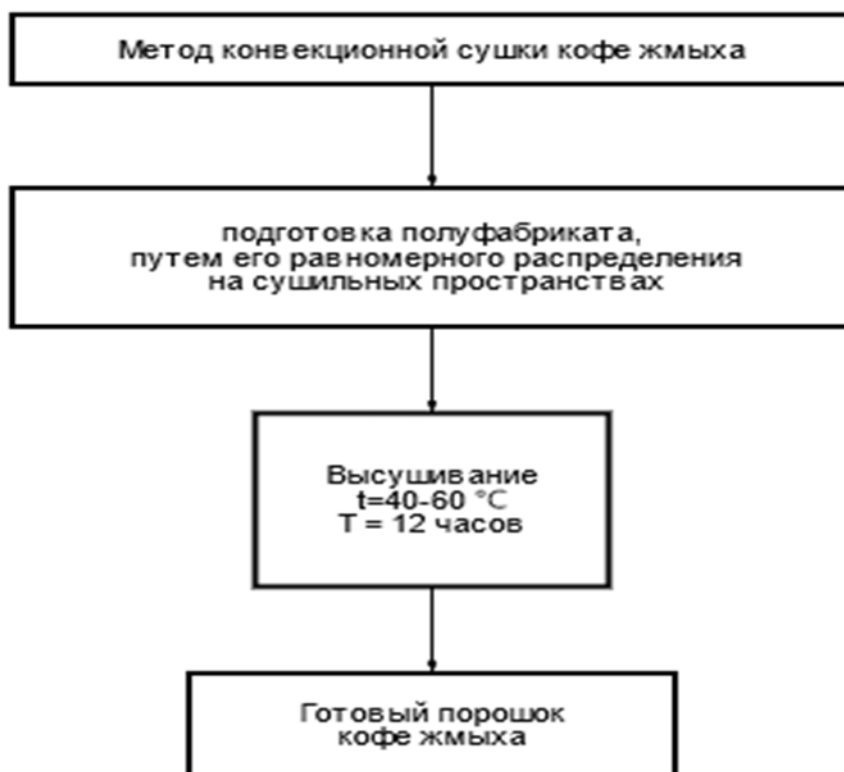 Метод конвекционной сушки кофе жмыха
подготовка полуфабриката,
путем его равномерного распределения
на сушильных пространствах
Высушивание
t=40-60 °C
T = 12 часов
Готовый порошок
кофе жмыха